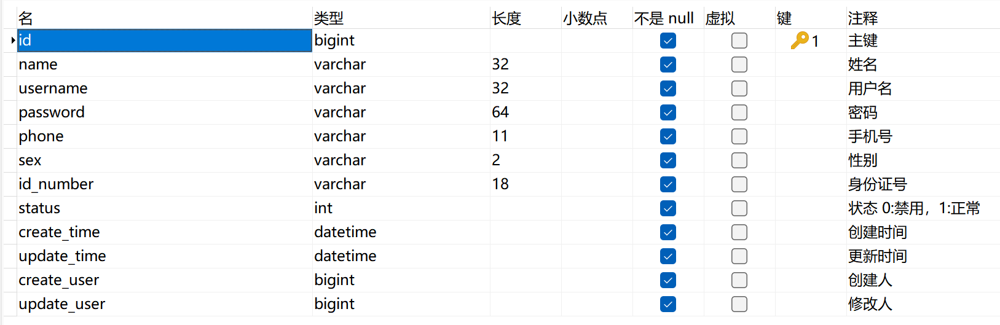 名 类型 长度 小数点 不是 null 虚拟 键 注释
id bigint 1 主键
name varchar 32 姓名
username varchar 32 用户名
password varchar 64 密码
phone varchar 11 手机号
sex varchar 2 性别
id_number varchar 18 身份证号
status int 状态 0:禁用，1:正常
create_time datetime 创建时间
update_time datetime 更新时间
create_user bigint 创建人
update_user bigint 修改人